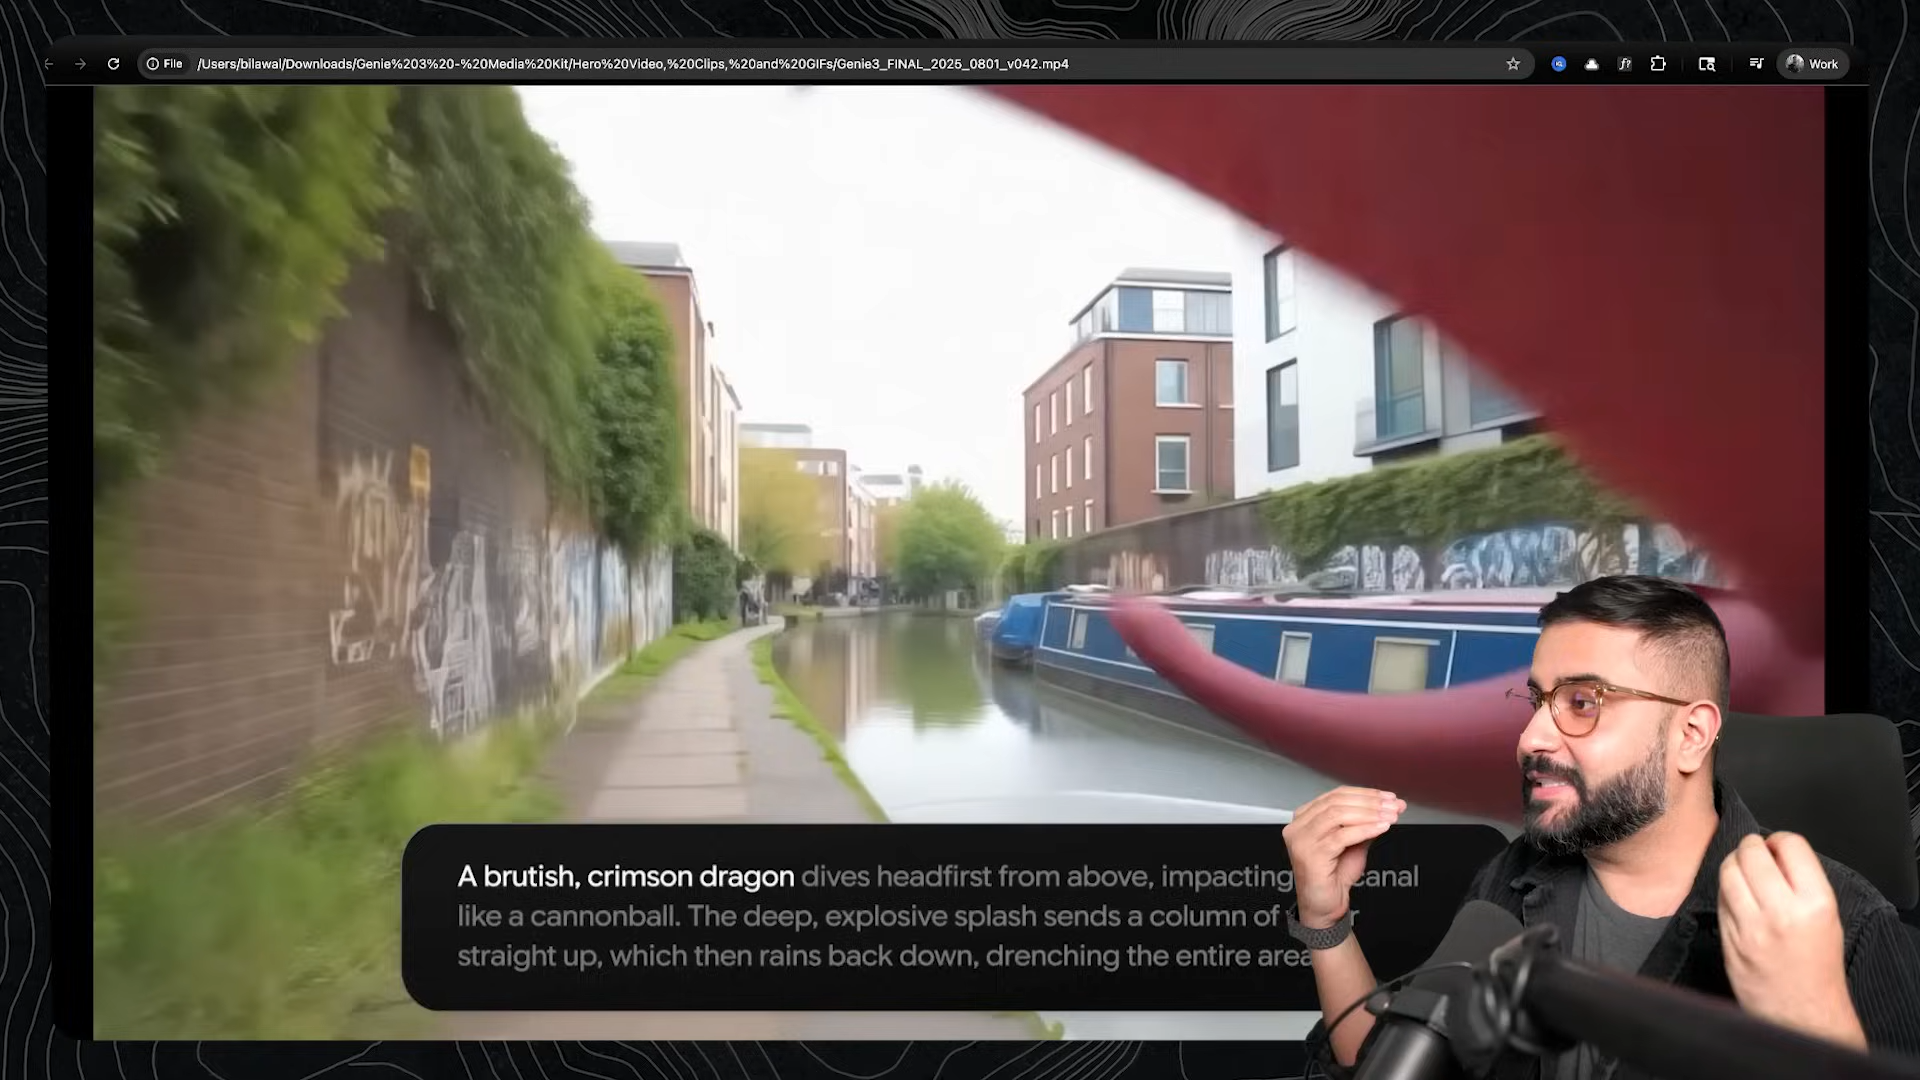 File
/Users/billawal/Downloads/Genie%203%20-%20Media%20Kit/Hero%20Video,%20Clips,%20and%20GIFs/Genie3_FINAL_2025_0801_v042.mp4
Work
A brutish, crimson dragon dives headfirst from above, impacting canal
like a cannonball. The deep, explosive splash sends a column of
straight up, which then rains back down, drenching the entire area